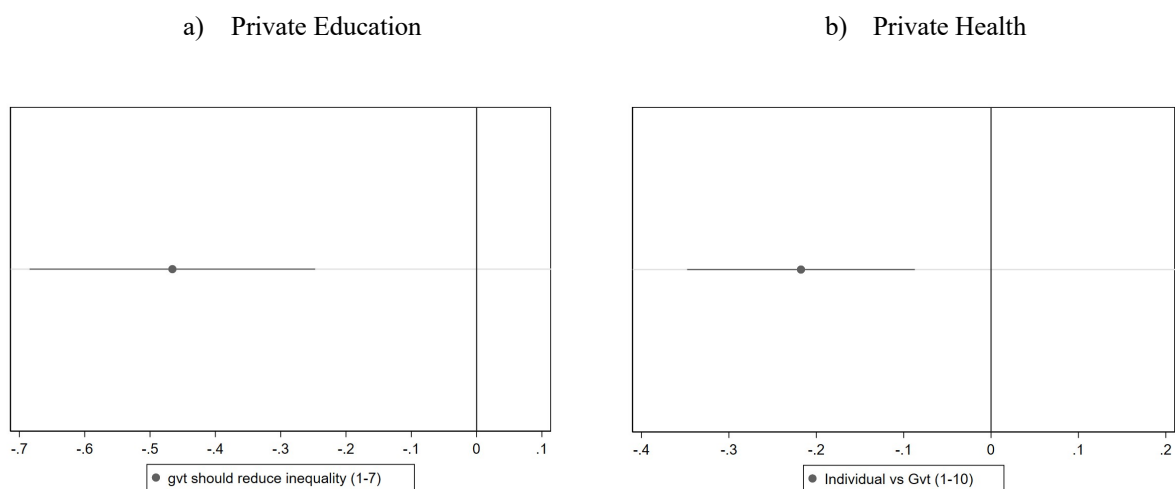 a) Private Education
b) Private Health
-.7 -.6 -.5 -.4 -.3 -.2 -.1 0 .1
gvt should reduce inequality (1-7)
-.4 -.3 -.2 -.1 0 .1 .2
Individual vs Gvt (1-10)